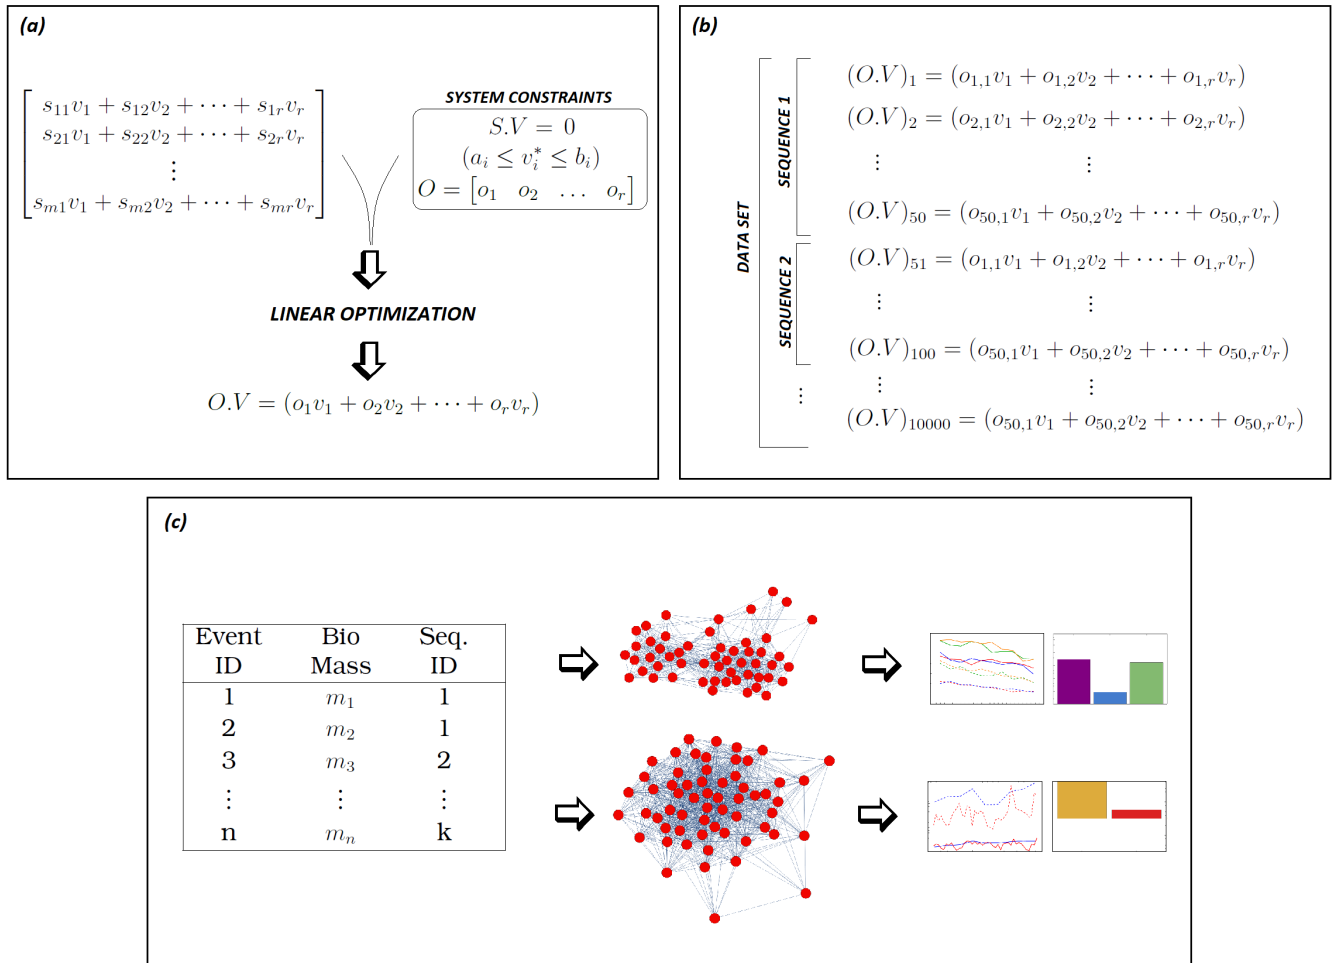 (a)
s₁₁v₁ + s₁₂v₂ + ⋯ + s₁ᵣvᵣ
s₂₁v₁ + s₂₂v₂ + ⋯ + s₂ᵣvᵣ
⋮
sₘ₁v₁ + sₘ₂v₂ + ⋯ + sₘᵣvᵣ
SYSTEM CONSTRAINTS
S.V = 0
(aᵢ ≤ vᵢ* ≤ bᵢ)
O = [o₁ o₂ … oᵣ]
LINEAR OPTIMIZATION
O.V = (o₁v₁ + o₂v₂ + ⋯ + oᵣvᵣ)
(b)
DATA SET
SEQUENCE 1
(O.V)₁ = (o₁,₁v₁ + o₁,₂v₂ + ⋯ + o₁,ᵣvᵣ)
(O.V)₂ = (o₂,₁v₁ + o₂,₂v₂ + ⋯ + o₂,ᵣvᵣ)
⋮ ⋮
(O.V)₅₀ = (o₅₀,₁v₁ + o₅₀,₂v₂ + ⋯ + o₅₀,ᵣvᵣ)
SEQUENCE 2
(O.V)₅₁ = (o₁,₁v₁ + o₁,₂v₂ + ⋯ + o₁,ᵣvᵣ)
⋮ ⋮
(O.V)₁₀₀ = (o₅₀,₁v₁ + o₅₀,₂v₂ + ⋯ + o₅₀,ᵣvᵣ)
⋮ ⋮ ⋮
(O.V)₁₀₀₀₀ = (o₅₀,₁v₁ + o₅₀,₂v₂ + ⋯ + o₅₀,ᵣvᵣ)
(c)
Event Bio Seq.
ID Mass ID
1 m₁ 1
2 m₂ 1
3 m₃ 2
⋮ ⋮ ⋮
n mₙ k